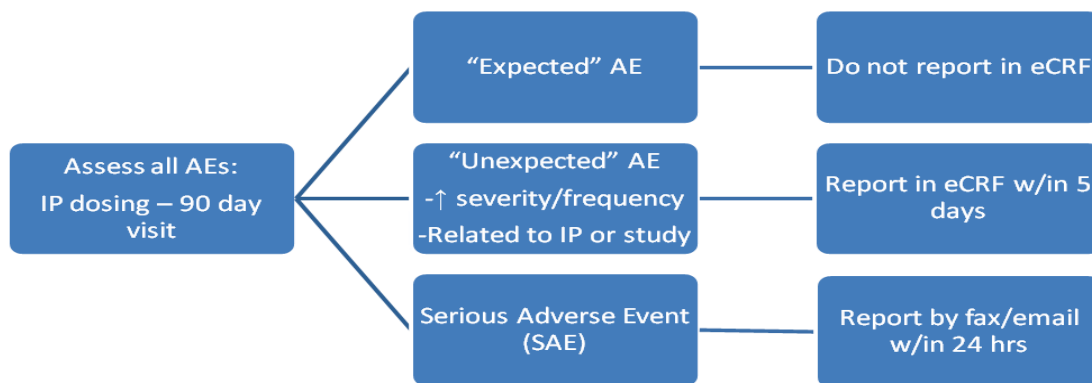 Assess all AEs:
IP dosing – 90 day
visit
“Expected” AE
Do not report in eCRF
“Unexpected” AE
-↑ severity/frequency
-Related to IP or study
Report in eCRF w/in 5
days
Serious Adverse Event
(SAE)
Report by fax/email
w/in 24 hrs